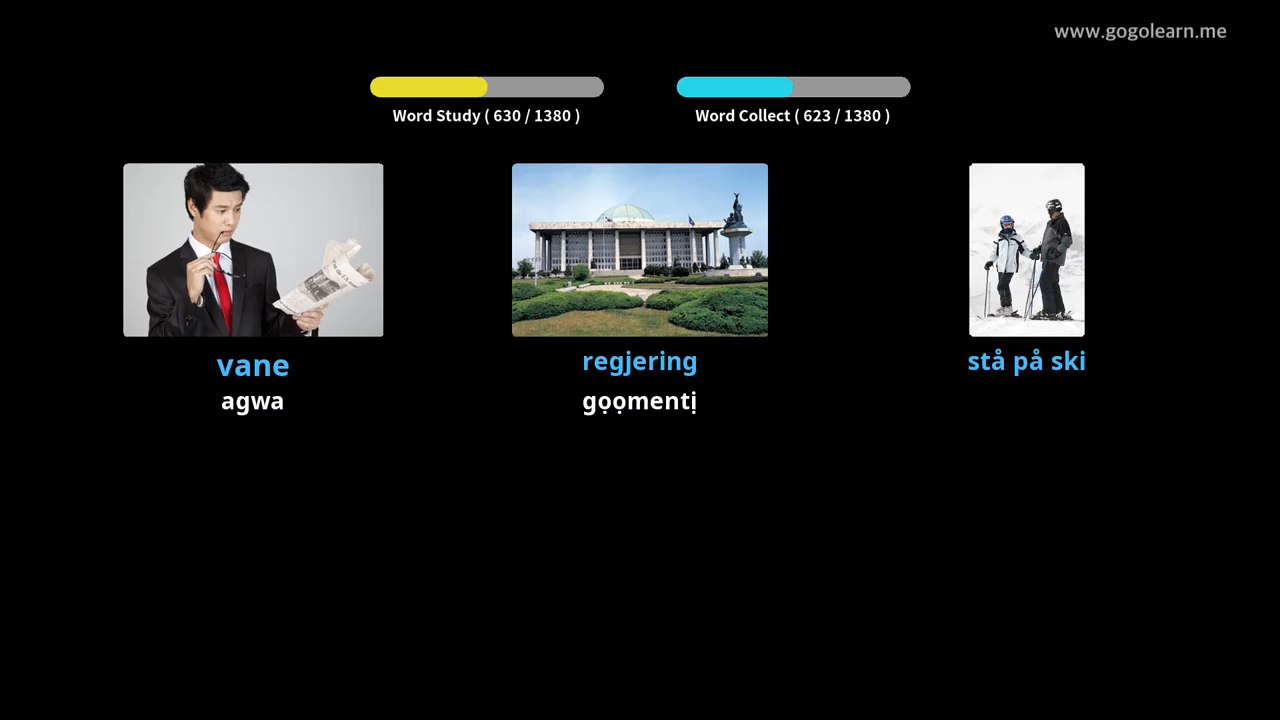 www.gogolearn.me
Word Study ( 630 / 1380 )
Word Collect ( 623 / 1380 )
vane
regjering
stå på ski
agwa
gọọmentị